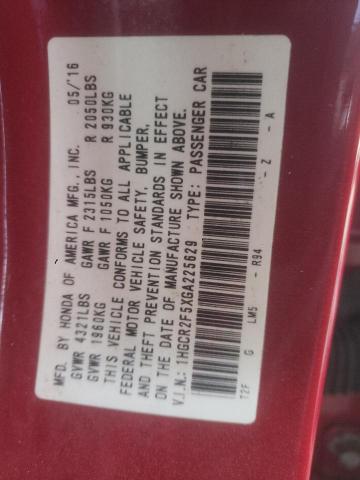 MFD. BY HONDA OF AMERICA MFG., INC. 05/16
GVWR 4321LBS GAWR F 2315LBS R 2050LBS
GVWR 1960KG GAWR F 1050KG R 930KG
THIS VEHICLE CONFORMS TO ALL APPLICABLE
FEDERAL MOTOR VEHICLE SAFETY, BUMPER,
AND THEFT PREVENTION STANDARDS IN EFFECT
ON THE DATE OF MANUFACTURE SHOWN ABOVE.
V.I.N.: 1HGCR2F5XGA225629 TYPE: PASSENGER CAR
T2F G LM5 - R94 - Z - A